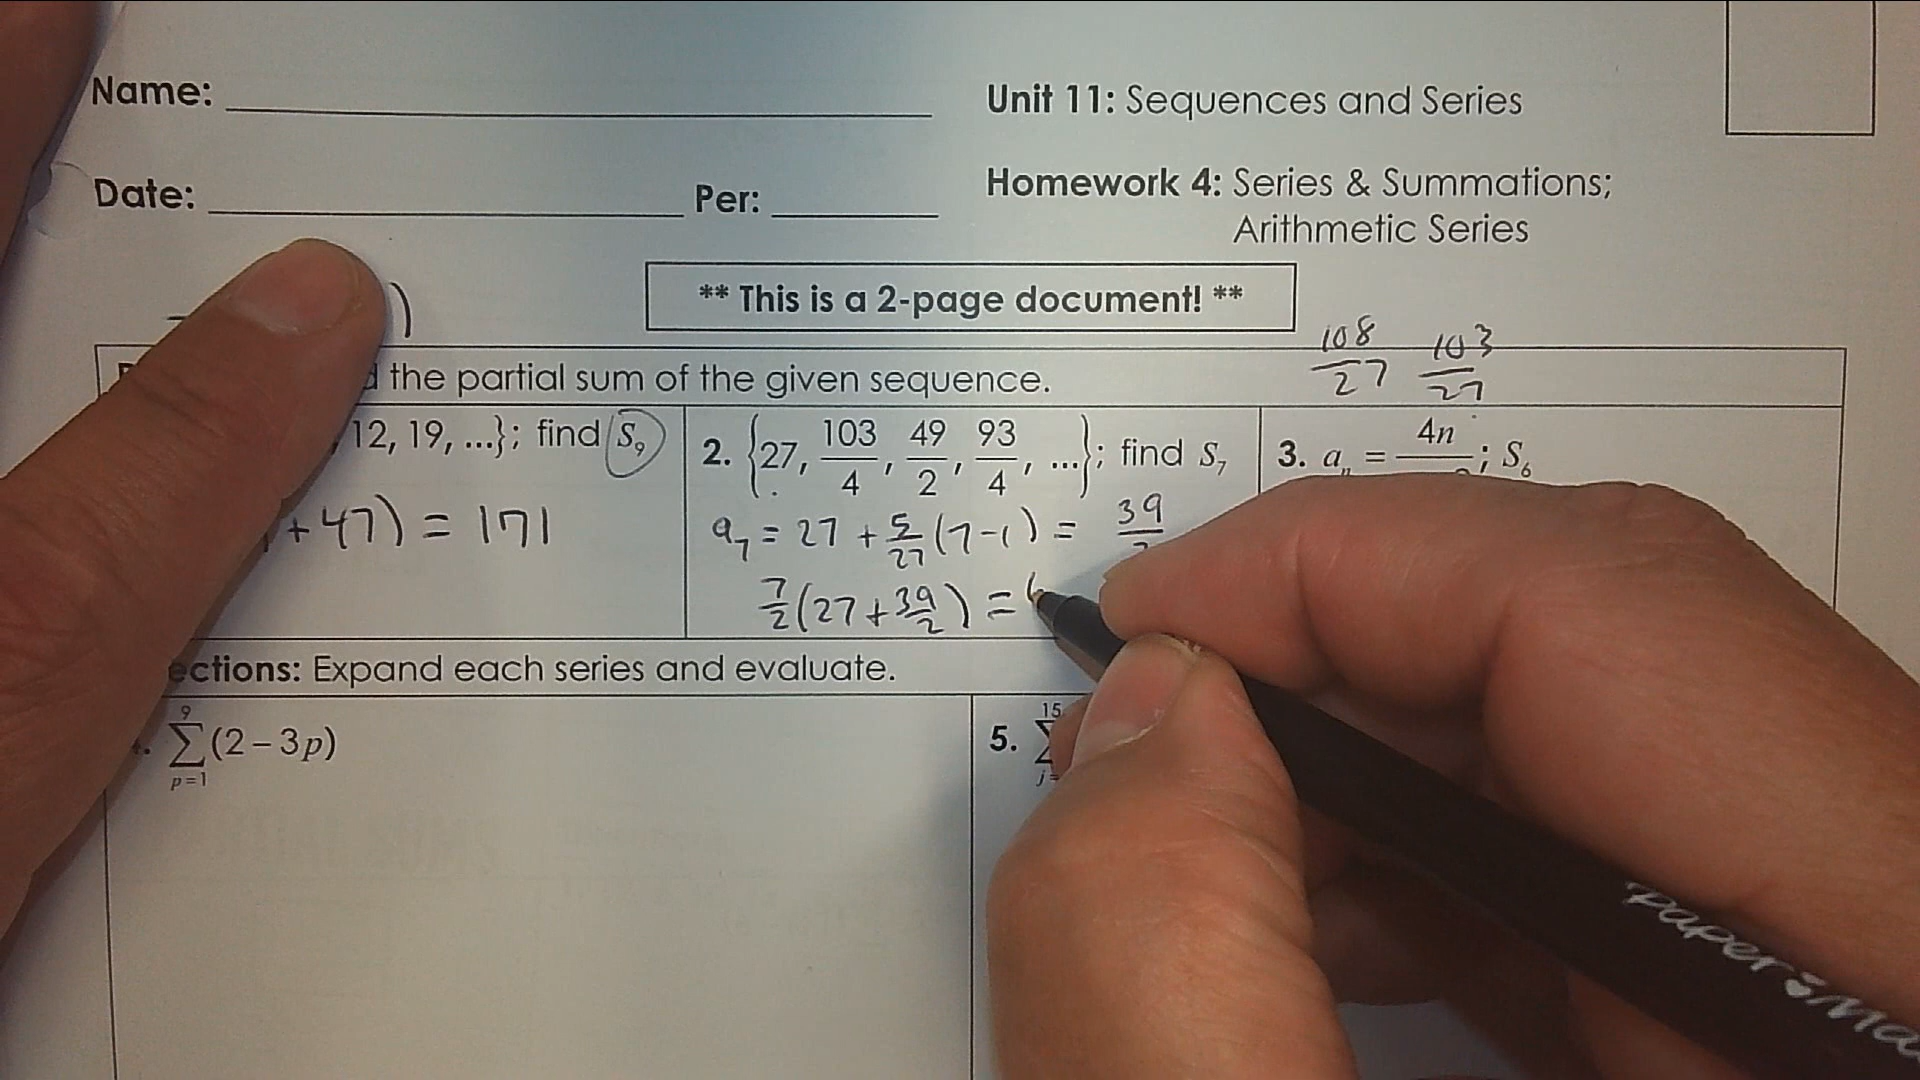 Name: Unit 11: Sequences and Series
Date: Per: Homework 4: Series & Summations;
Arithmetic Series
** This is a 2-page document! **
)
108/27 103/27
the partial sum of the given sequence.
12, 19, ...}; find S₉
+ 47) = 171
2. {27, 103/4, 49/2, 93/4, ...}; find S₇
a₇ = 27 + 5/27 (7-1) = 39
7/2 (27 + 39/2) =
3. aₙ = 4n ; S₆
ections: Expand each series and evaluate.
9
∑(2 – 3p)
p=1
5. 15
∑
j=
Paper Ma